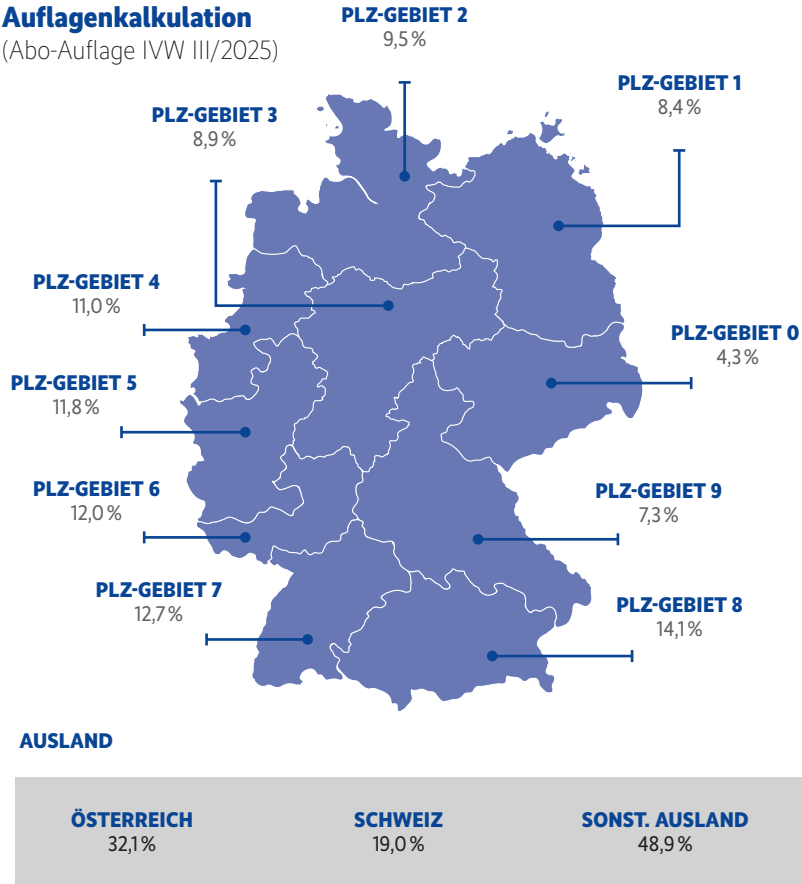 Auflagenkalkulation
(Abo-Auflage IVW III/2025)
PLZ-GEBIET 2
9,5 %
PLZ-GEBIET 1
8,4 %
PLZ-GEBIET 3
8,9 %
PLZ-GEBIET 4
11,0 %
PLZ-GEBIET 0
4,3 %
PLZ-GEBIET 5
11,8 %
PLZ-GEBIET 6
12,0 %
PLZ-GEBIET 9
7,3 %
PLZ-GEBIET 7
12,7 %
PLZ-GEBIET 8
14,1 %
AUSLAND
ÖSTERREICH
32,1 %
SCHWEIZ
19,0 %
SONST. AUSLAND
48,9 %